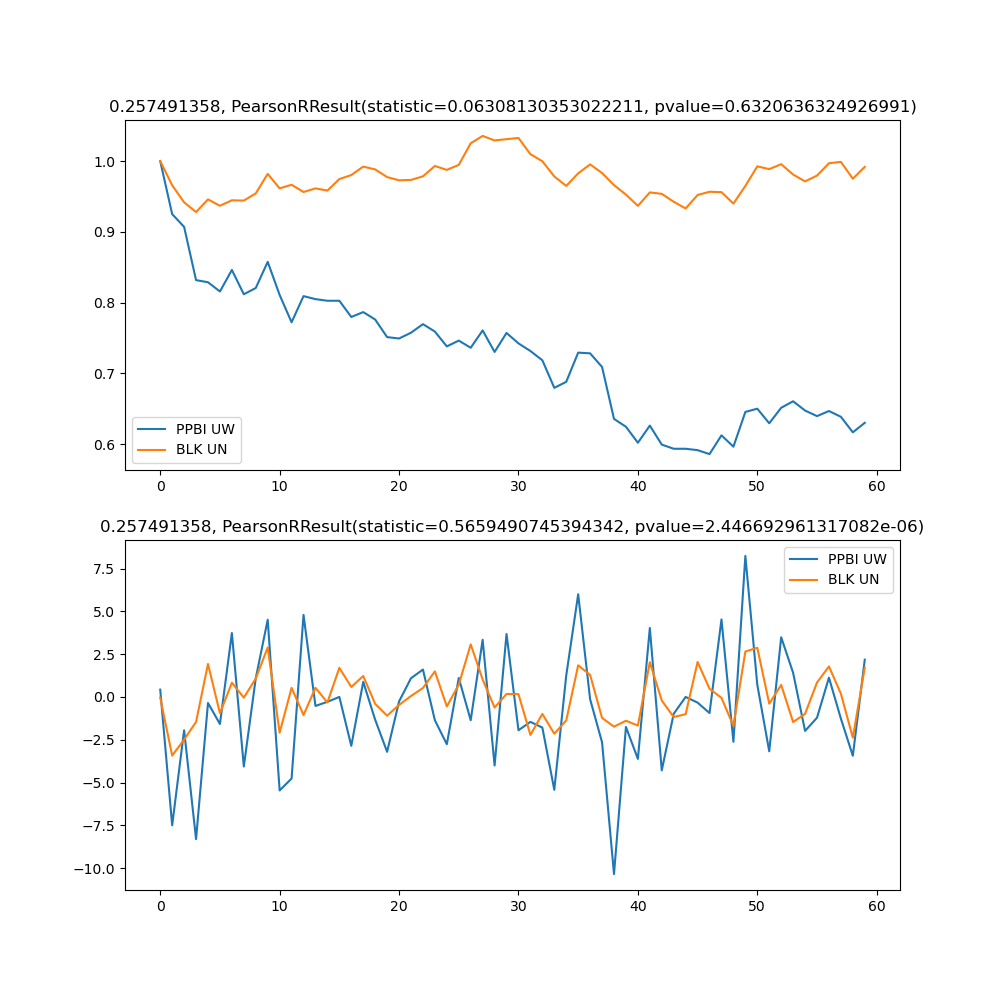 0.257491358, PearsonRResult(statistic=0.06308130353022211, pvalue=0.6320636324926991)
1.0
0.9
0.8
0.7
0.6
PPBI UW
BLK UN
0 10 20 30 40 50 60
0.257491358, PearsonRResult(statistic=0.5659490745394342, pvalue=2.446692961317082e-06)
7.5
5.0
2.5
0.0
−2.5
−5.0
−7.5
−10.0
PPBI UW
BLK UN
0 10 20 30 40 50 60